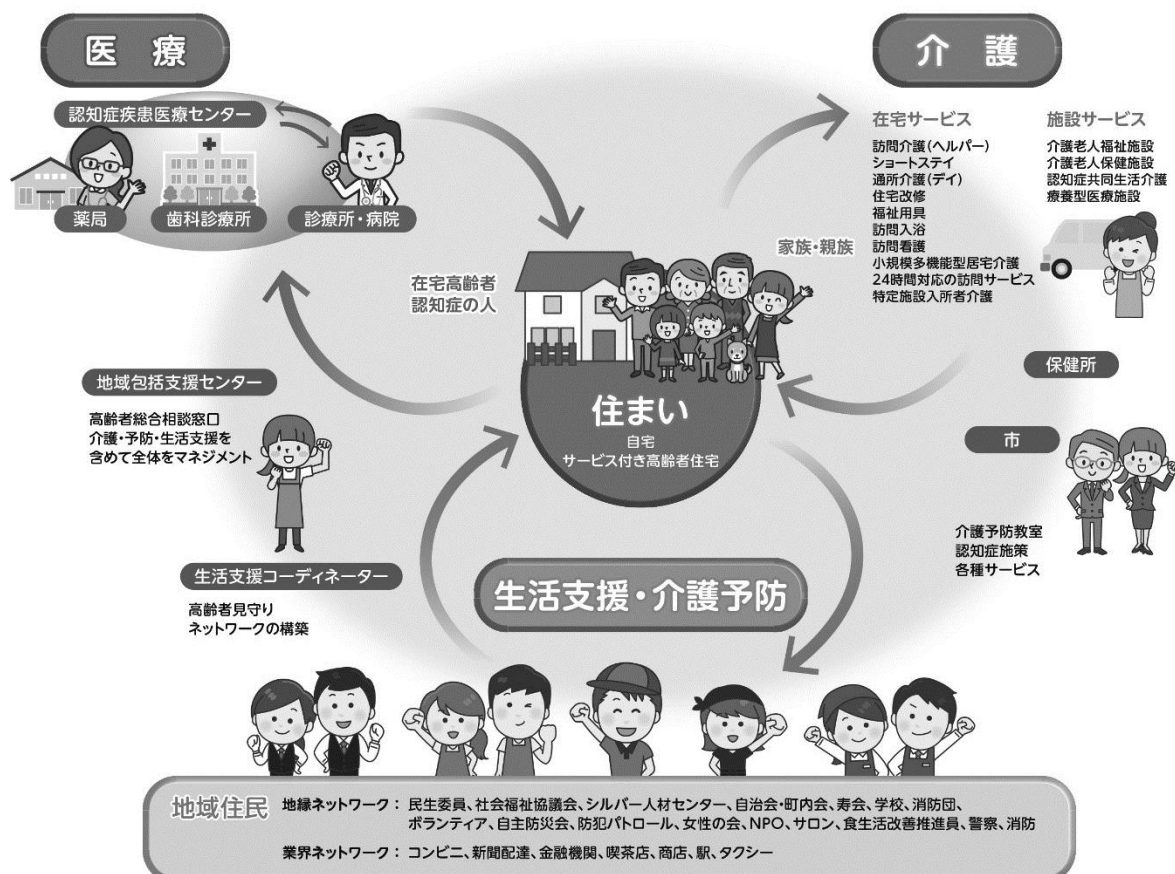 医 療
認知症疾患医療センター
薬局
歯科診療所
診療所・病院
介 護
在宅サービス
訪問介護(ヘルパー)
ショートステイ
通所介護(デイ)
住宅改修
福祉用具
訪問入浴
訪問看護
小規模多機能型居宅介護
24時間対応の訪問サービス
特定施設入所者介護
施設サービス
介護老人福祉施設
介護老人保健施設
認知症共同生活介護
療養型医療施設
在宅高齢者
認知症の人
家族・親族
住まい
自宅
サービス付き高齢者住宅
保健所
市
介護予防教室
認知症施策
各種サービス
地域包括支援センター
高齢者総合相談窓口
介護・予防・生活支援を
含めて全体をマネジメント
生活支援コーディネーター
高齢者見守り
ネットワークの構築
生活支援・介護予防
地域住民
地縁ネットワーク：民生委員、社会福祉協議会、シルバー人材センター、自治会・町内会、寿会、学校、消防団、
ボランティア、自主防災会、防犯パトロール、女性の会、NPO、サロン、食生活改善推進員、警察、消防
業界ネットワーク：コンビニ、新聞配達、金融機関、喫茶店、商店、駅、タクシー